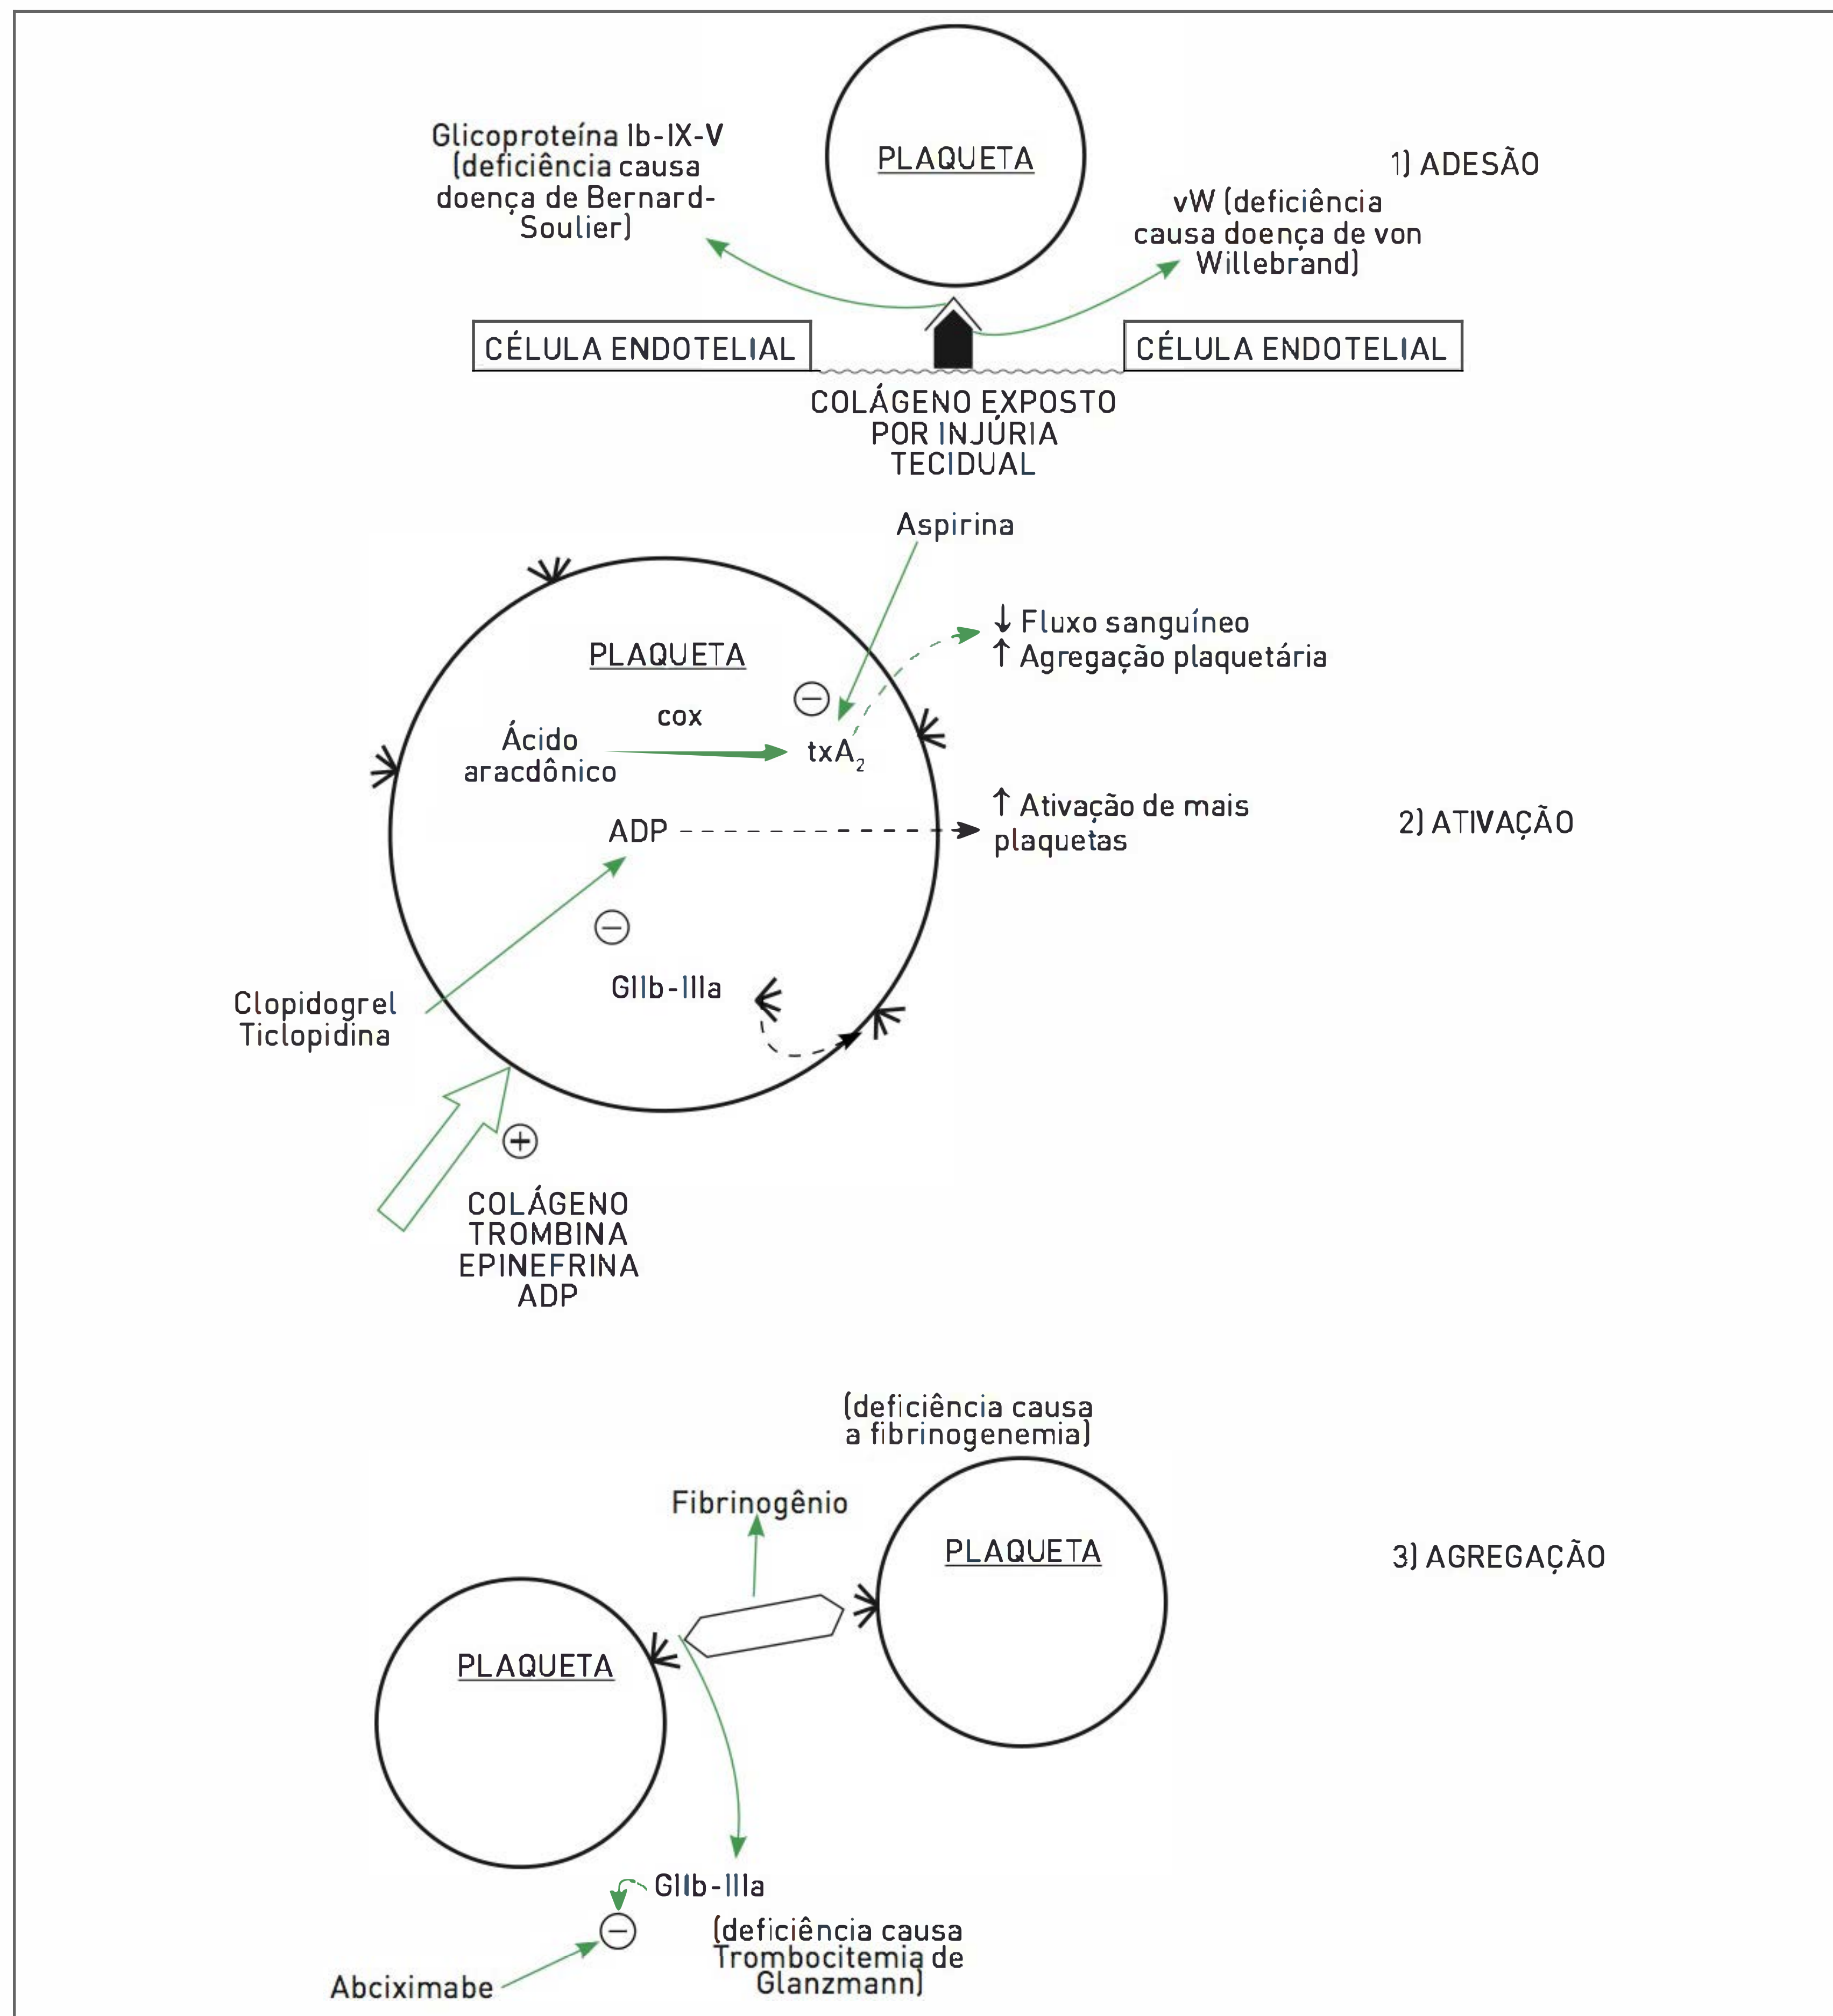 PLAQUETA
Glicoproteína Ib-IX-V
(deficiência causa
doença de Bernard-
Soulier)
1) ADESÃO
vW (deficiência
causa doença de von
Willebrand)
CÉLULA ENDOTELIAL
CÉLULA ENDOTELIAL
COLÁGENO EXPOSTO
POR INJÚRIA
TECIDUAL
Aspirina
↓ Fluxo sanguíneo
↑ Agregação plaquetária
PLAQUETA
cox
Ácido
aracdônico
txA₂
ADP
↑ Ativação de mais
plaquetas
2) ATIVAÇÃO
GIIb-IIIa
Clopidogrel
Ticlopidina
COLÁGENO
TROMBINA
EPINEFRINA
ADP
(deficiência causa
a fibrinogenemia)
Fibrinogênio
PLAQUETA
3) AGREGAÇÃO
PLAQUETA
GIIb-IIIa
(deficiência causa
Trombocitemia de
Glanzmann)
Abciximabe